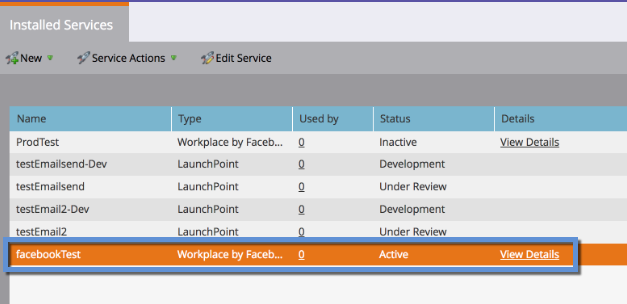 Installed Services
New Service Actions Edit Service
Name Type Used by Status Details
ProdTest Workplace by Faceb... 0 Inactive View Details
testEmailsend-Dev LaunchPoint 0 Development
testEmailsend LaunchPoint 0 Under Review
testEmail2-Dev LaunchPoint 0 Development
testEmail2 LaunchPoint 0 Under Review
facebookTest Workplace by Faceb... 0 Active View Details